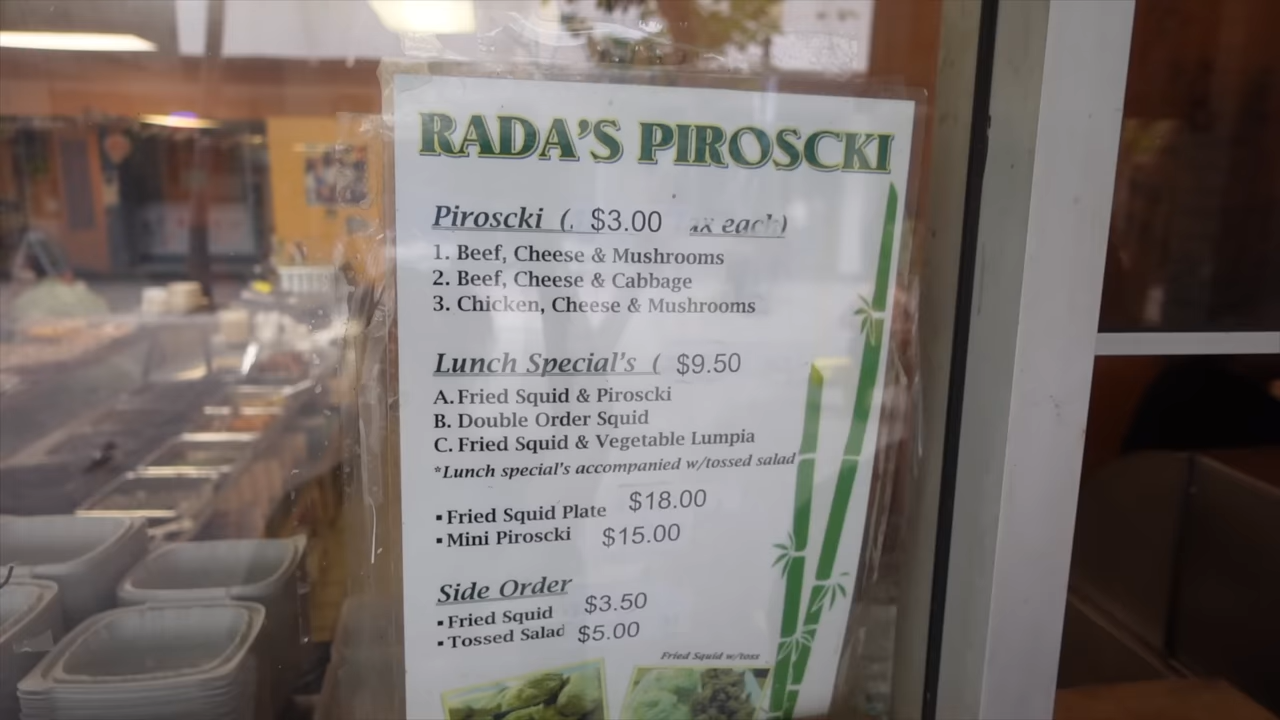 RADA'S PIROSCKI
Piroscki ( $3.00 each)
1. Beef, Cheese & Mushrooms
2. Beef, Cheese & Cabbage
3. Chicken, Cheese & Mushrooms
Lunch Special's ( $9.50
A. Fried Squid & Piroscki
B. Double Order Squid
C. Fried Squid & Vegetable Lumpia
*Lunch special's accompanied w/tossed salad
▪ Fried Squid Plate $18.00
▪ Mini Piroscki $15.00
Side Order
▪ Fried Squid $3.50
▪ Tossed Salad $5.00
Fried Squid w/toss